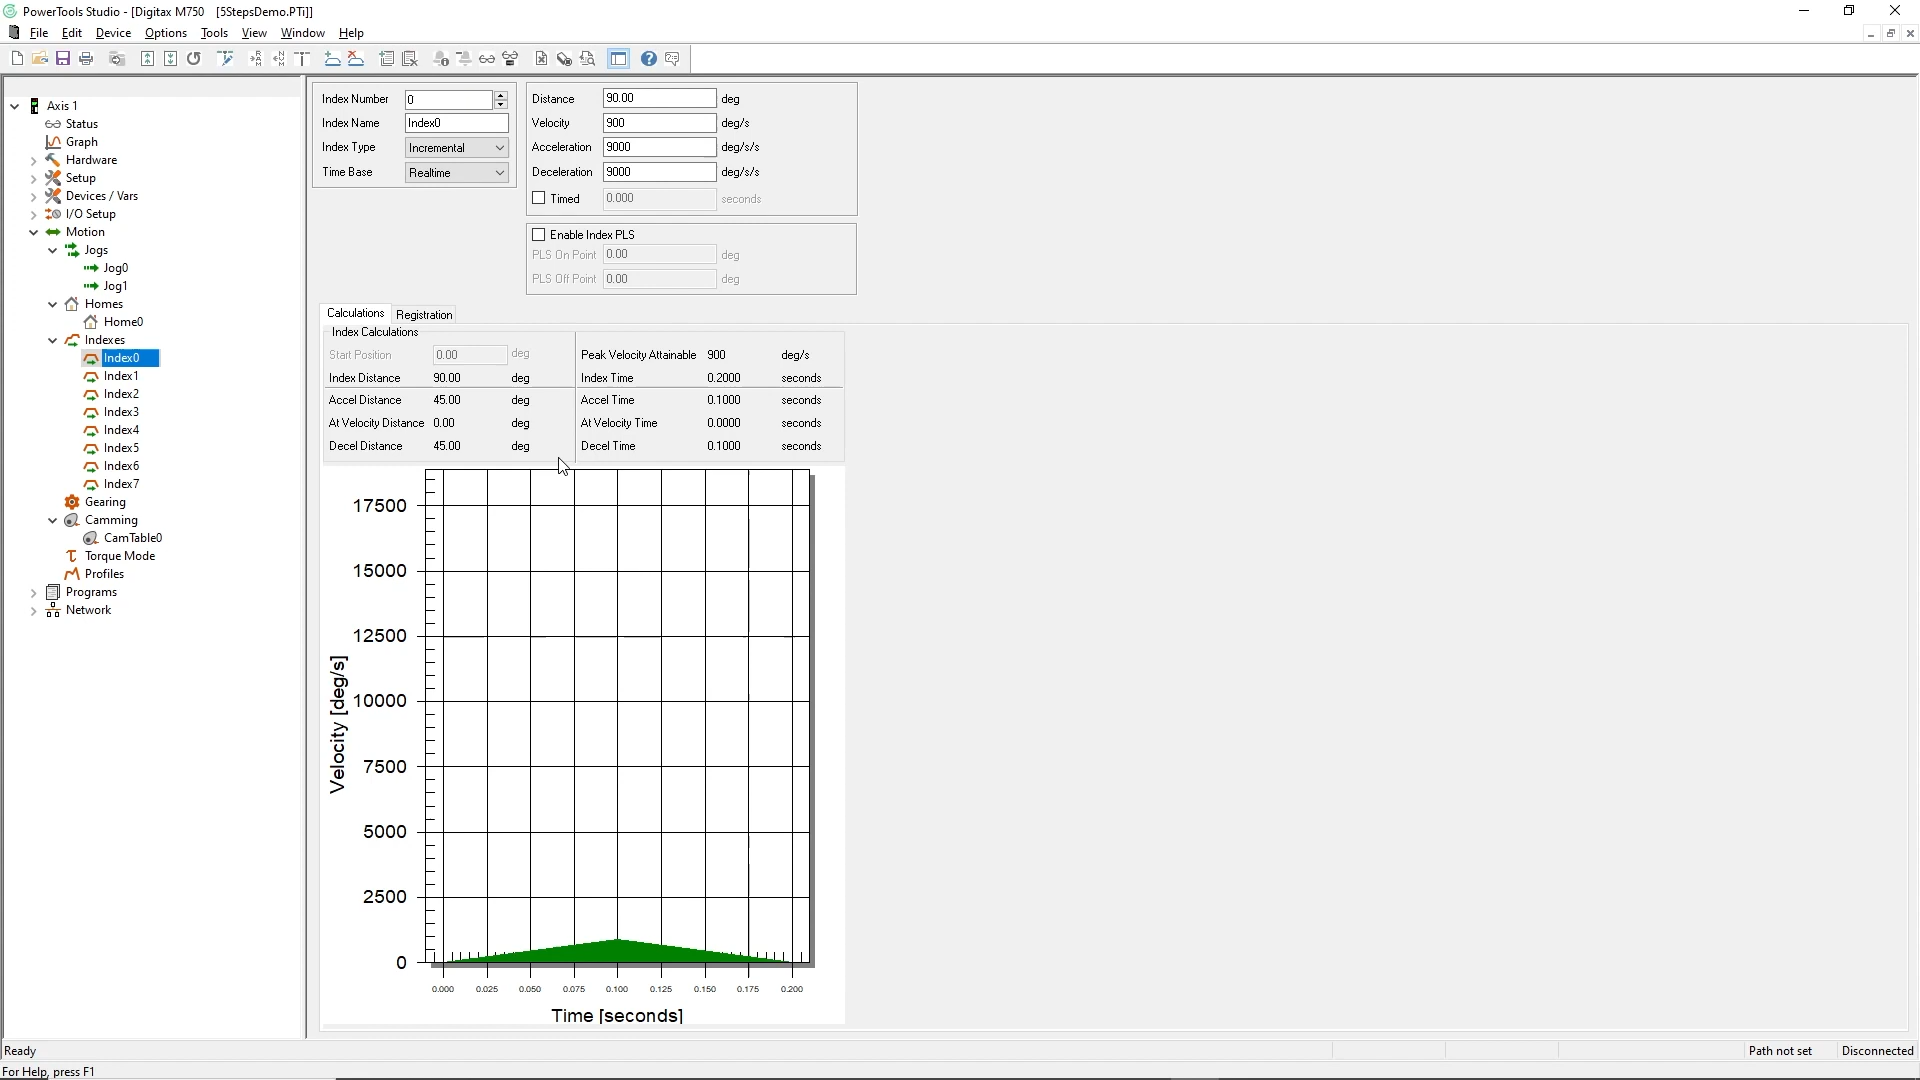 PowerTools Studio - [Digitax M750   [5StepsDemo.PTi]]
File Edit Device Options Tools View Window Help
Axis 1
Status
Graph
Hardware
Setup
Devices / Vars
I/O Setup
Motion
Jogs
Jog0
Jog1
Homes
Home0
Indexes
Index0
Index1
Index2
Index3
Index4
Index5
Index6
Index7
Gearing
Camming
CamTable0
Torque Mode
Profiles
Programs
Network
Index Number 0
Index Name Index0
Index Type Incremental
Time Base Realtime
Distance 90.00 deg
Velocity 900 deg/s
Acceleration 9000 deg/s/s
Deceleration 9000 deg/s/s
Timed 0.000 seconds
Enable Index PLS
PLS On Point 0.00 deg
PLS Off Point 0.00 deg
Calculations Registration
Index Calculations
Start Position 0.00 deg Peak Velocity Attainable 900 deg/s
Index Distance 90.00 deg Index Time 0.2000 seconds
Accel Distance 45.00 deg Accel Time 0.1000 seconds
At Velocity Distance 0.00 deg At Velocity Time 0.0000 seconds
Decel Distance 45.00 deg Decel Time 0.1000 seconds
Velocity [deg/s]
17500
15000
12500
10000
7500
5000
2500
0
0.000 0.025 0.050 0.075 0.100 0.125 0.150 0.175 0.200
Time [seconds]
Ready Path not set Disconnected
For Help, press F1